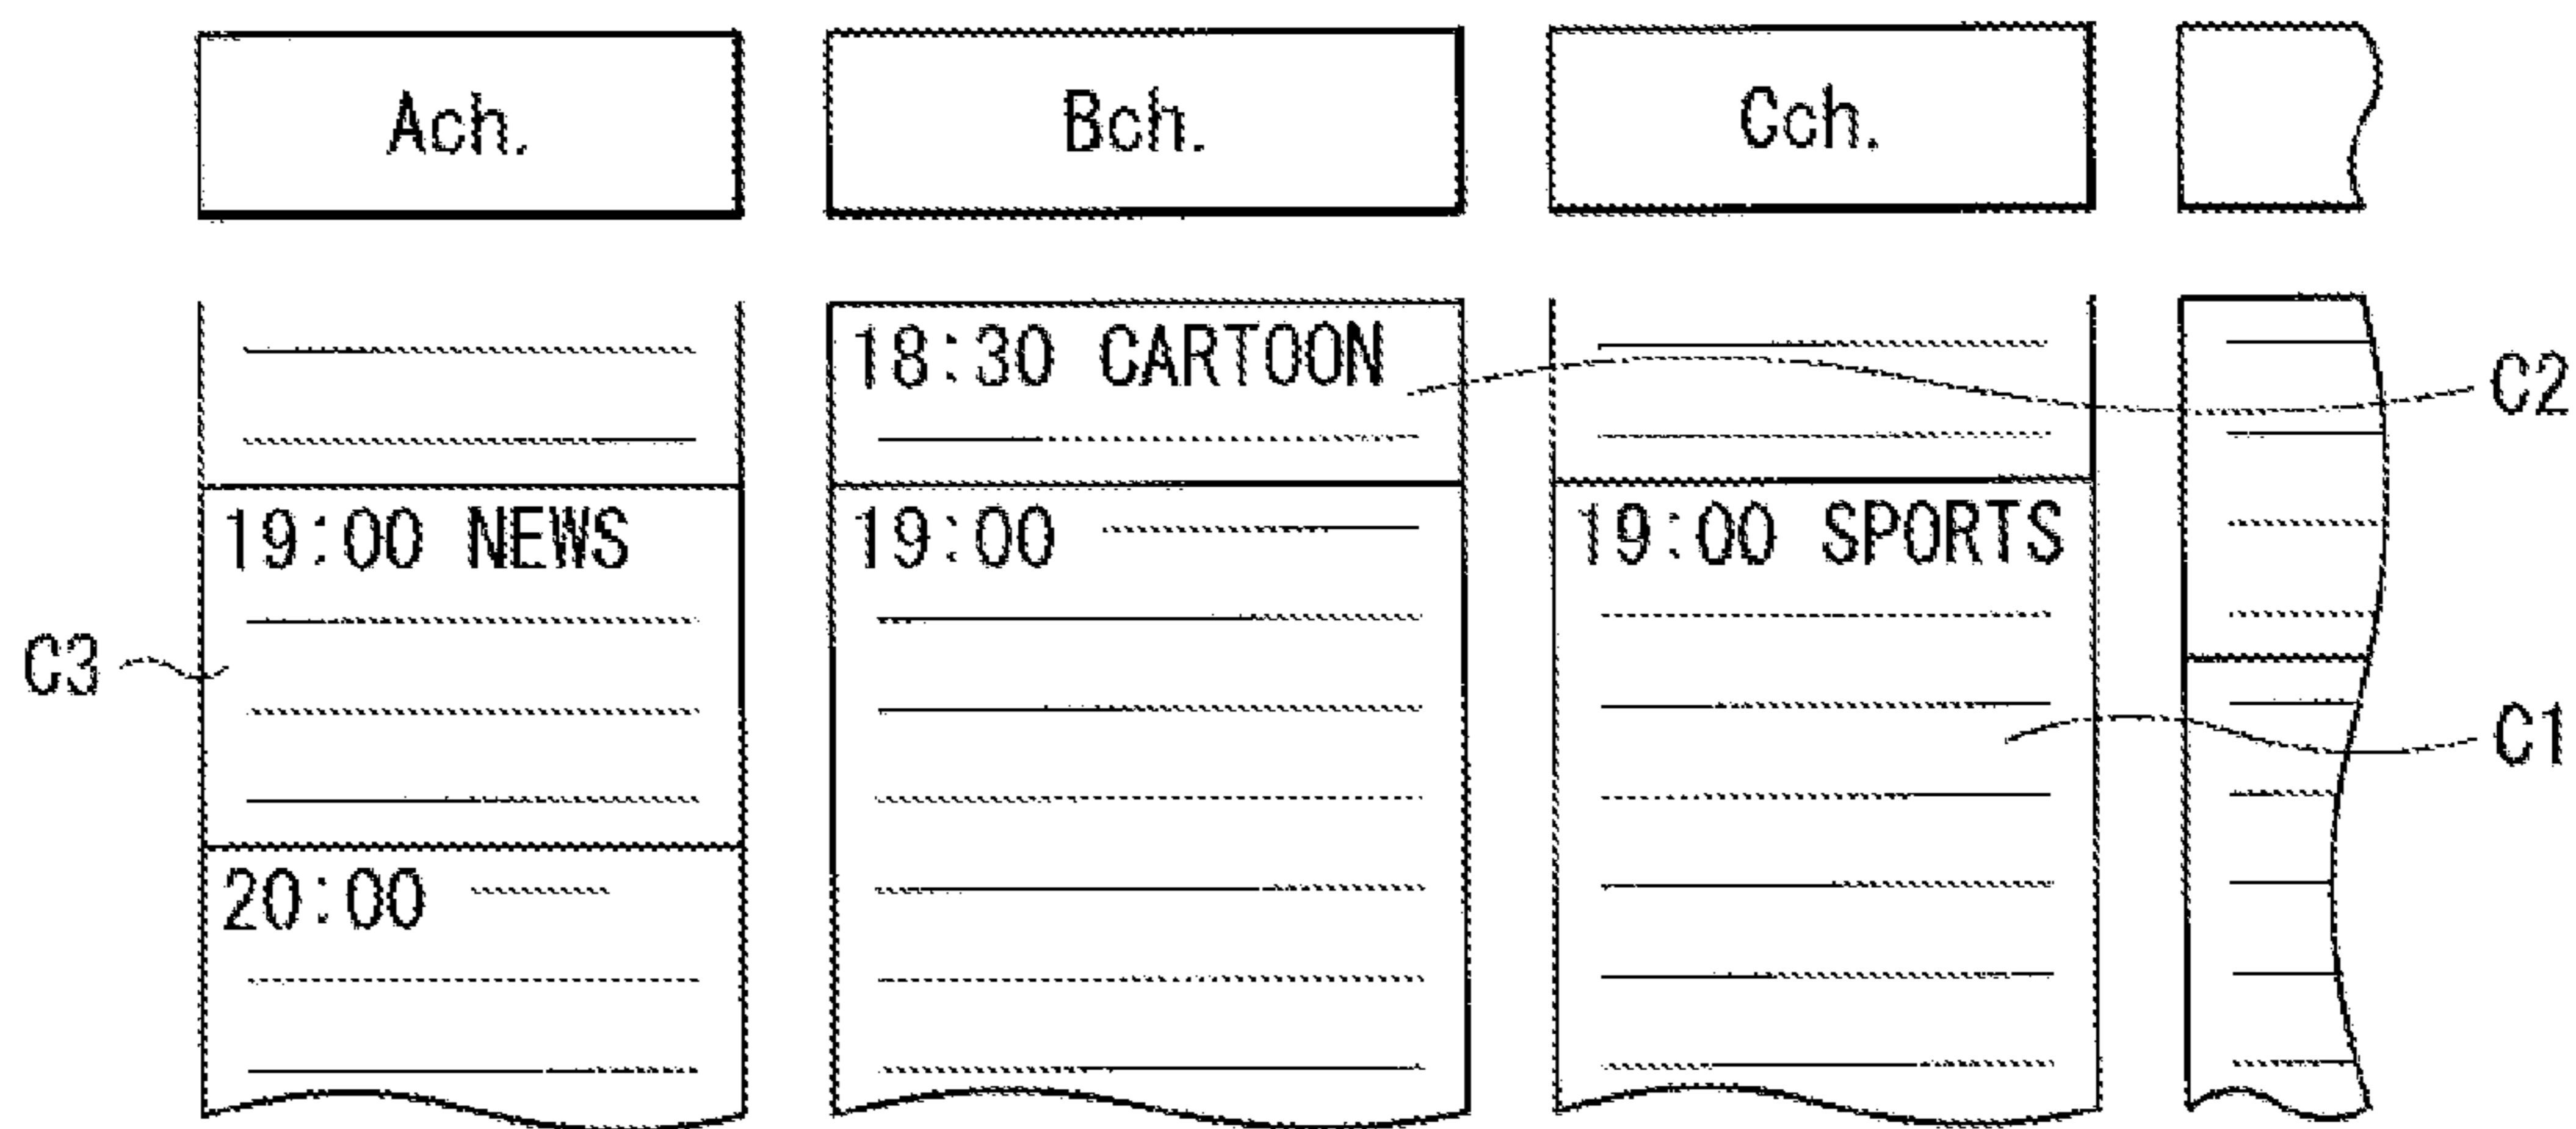 Ach.
Bch.
Cch.
18:30 CARTOON
C2
19:00 NEWS
19:00
19:00 SPORTS
C3
C1
20:00